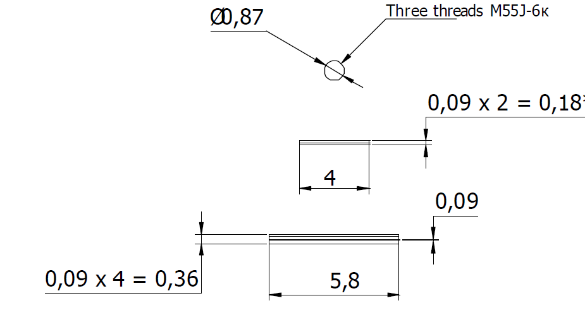 Ø0,87
Three threads M55J-6к
0,09 x 2 = 0,18*
4
0,09
0,09 x 4 = 0,36
5,8